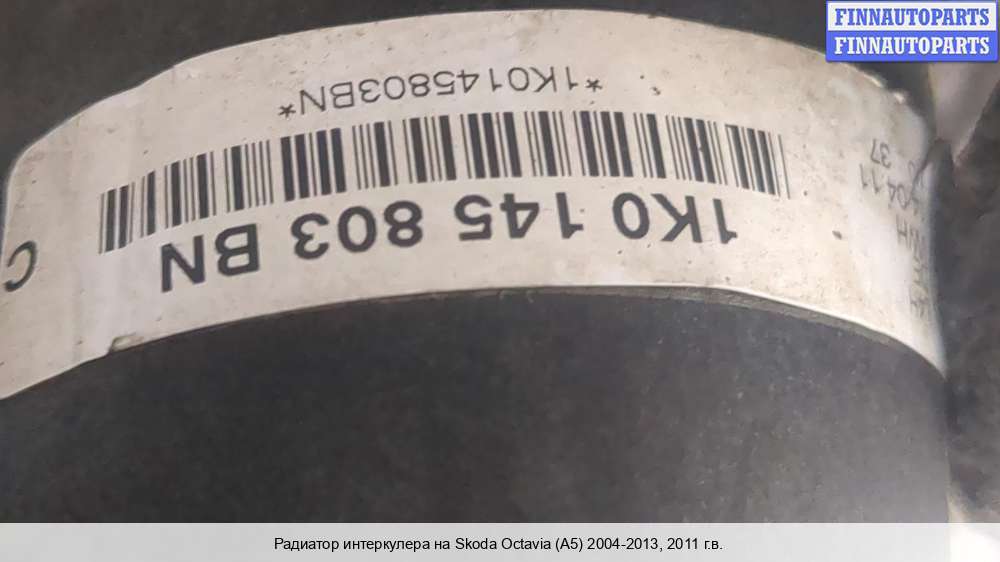 FINNAUTOPARTS
FINNAUTOPARTS
1K0 145 803 BN
*1K0145803BN*
C
37
Радиатор интеркулера на Skoda Octavia (A5) 2004-2013, 2011 г.в.